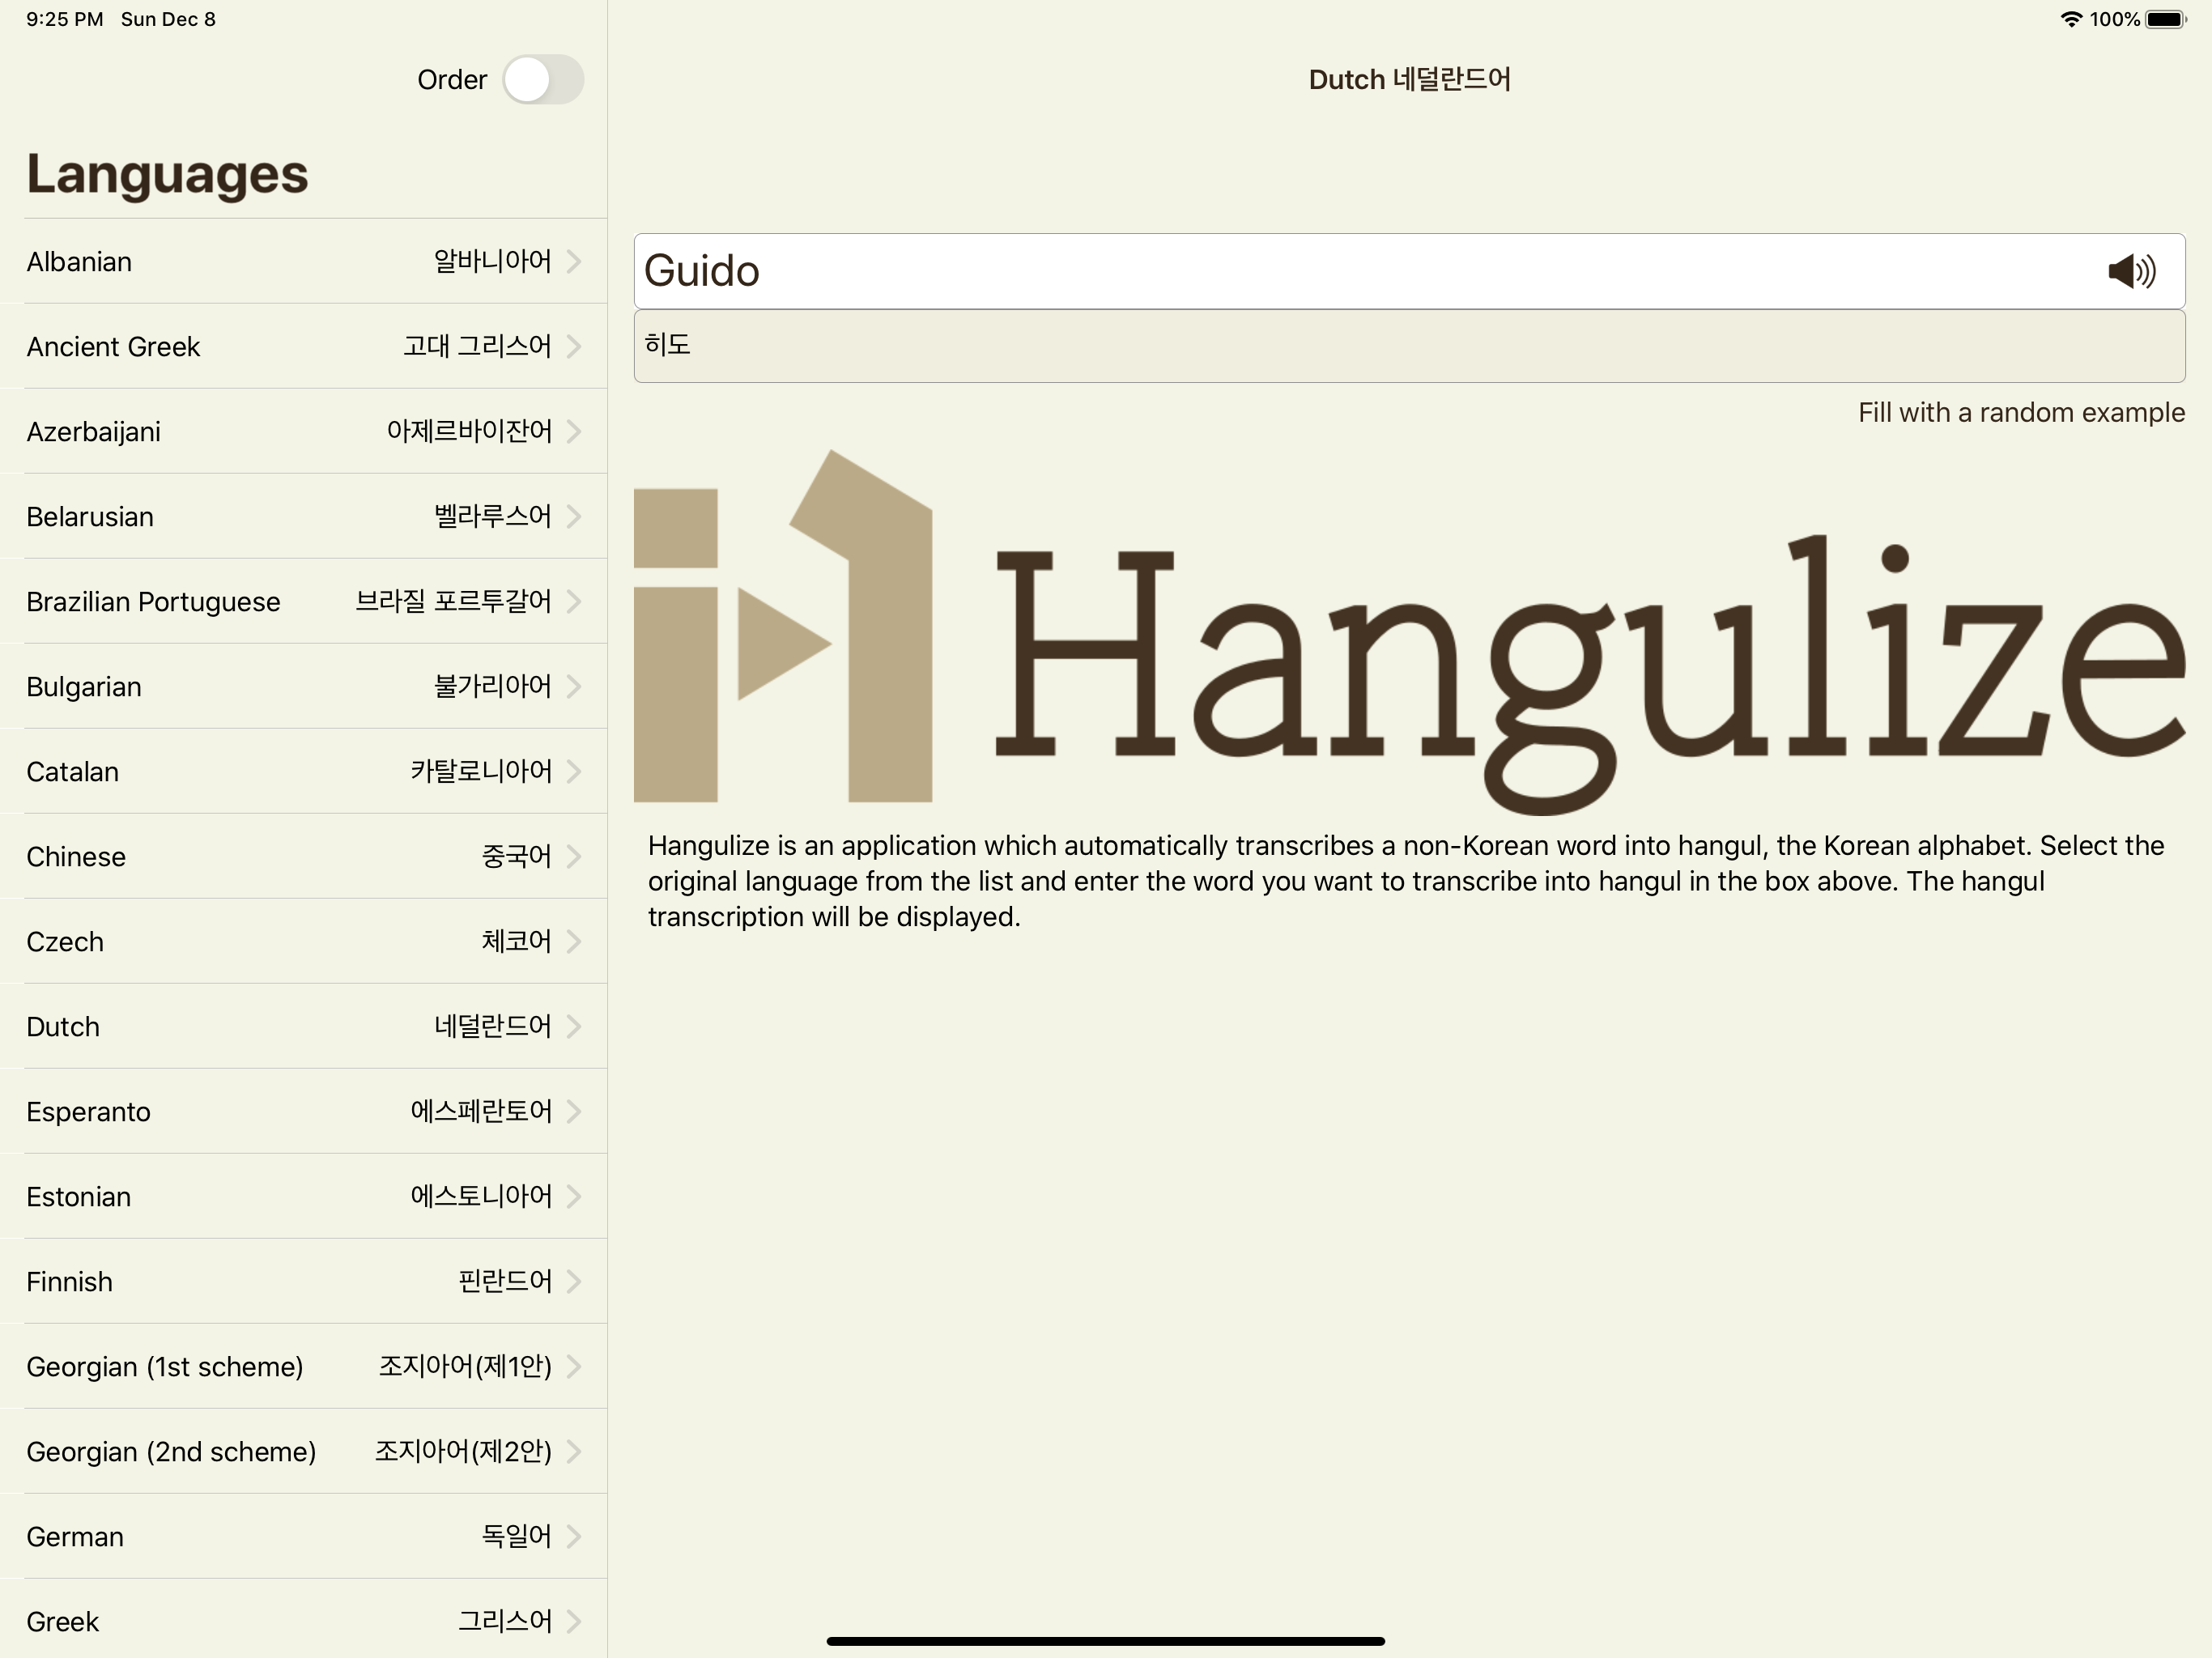 9:25 PM Sun Dec 8
100%
Order
Languages
Albanian 알바니아어
Ancient Greek 고대 그리스어
Azerbaijani 아제르바이잔어
Belarusian 벨라루스어
Brazilian Portuguese 브라질 포르투갈어
Bulgarian 불가리아어
Catalan 카탈로니아어
Chinese 중국어
Czech 체코어
Dutch 네덜란드어
Esperanto 에스페란토어
Estonian 에스토니아어
Finnish 핀란드어
Georgian (1st scheme) 조지아어(제1안)
Georgian (2nd scheme) 조지아어(제2안)
German 독일어
Greek 그리스어
Dutch 네덜란드어
Guido
히도
Fill with a random example
Hangulize
Hangulize is an application which automatically transcribes a non-Korean word into hangul, the Korean alphabet. Select the
original language from the list and enter the word you want to transcribe into hangul in the box above. The hangul
transcription will be displayed.